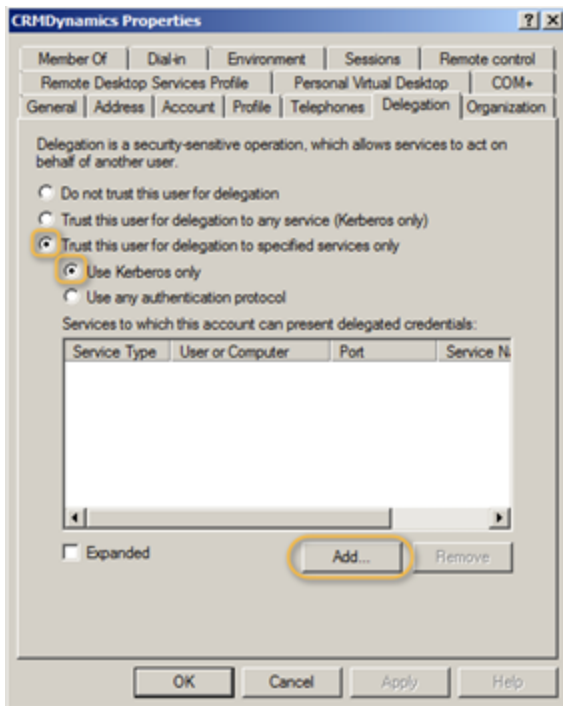 CRMDynamics Properties
Member Of Dial-in Environment Sessions Remote control
Remote Desktop Services Profile Personal Virtual Desktop COM+
General Address Account Profile Telephones Delegation Organization
Delegation is a security-sensitive operation, which allows services to act on
behalf of another user.
Do not trust this user for delegation
Trust this user for delegation to any service (Kerberos only)
Trust this user for delegation to specified services only
Use Kerberos only
Use any authentication protocol
Services to which this account can present delegated credentials:
Service Type User or Computer Port Service Na
Expanded Add... Remove
OK Cancel Apply Help